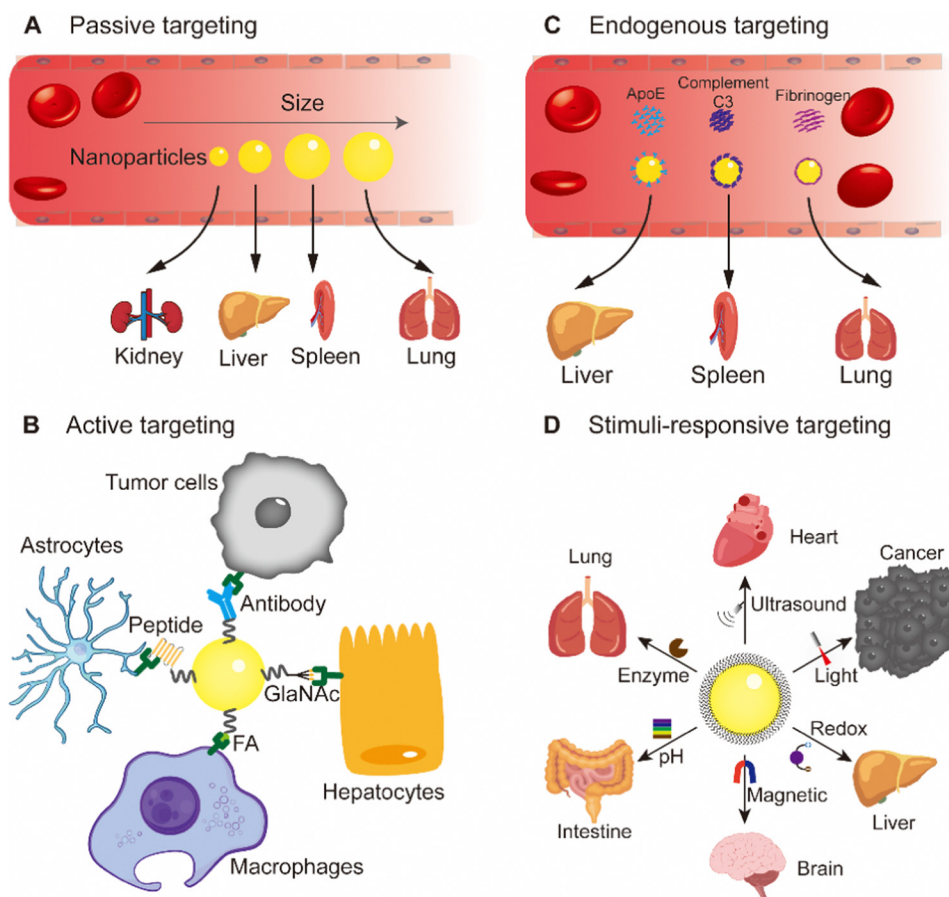 A Passive targeting
Size
Nanoparticles
Kidney
Liver
Spleen
Lung
C Endogenous targeting
ApoE
Complement
C3
Fibrinogen
Liver
Spleen
Lung
B Active targeting
Tumor cells
Astrocytes
Antibody
Peptide
GlaNAc
FA
Hepatocytes
Macrophages
D Stimuli-responsive targeting
Heart
Lung
Cancer
Ultrasound
Enzyme
Light
Redox
pH
Magnetic
Intestine
Liver
Brain